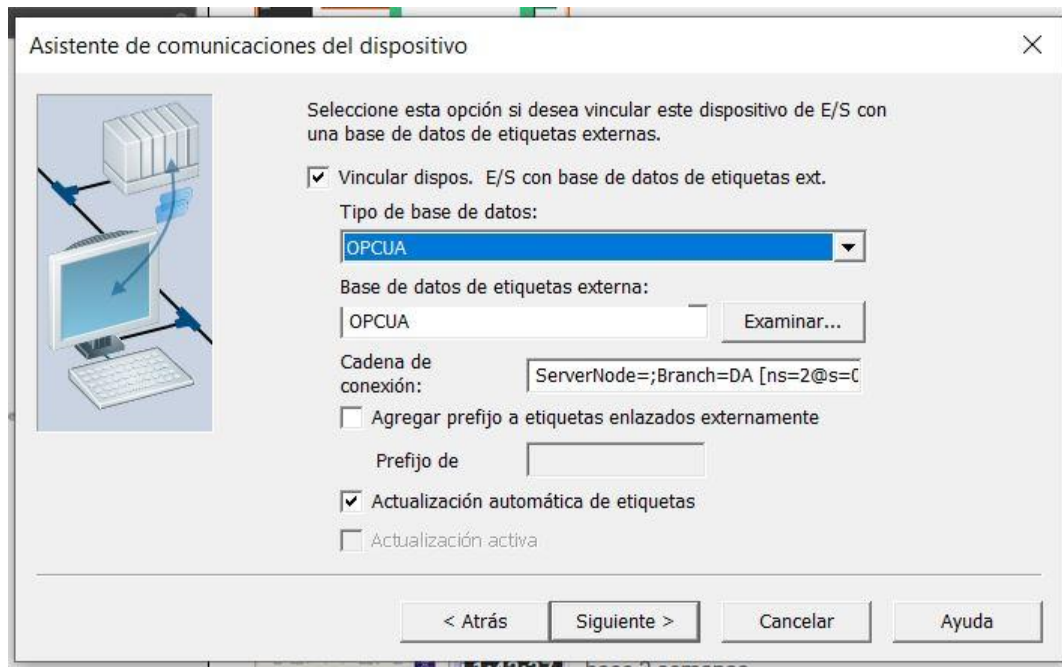 Asistente de comunicaciones del dispositivo
Seleccione esta opción si desea vincular este dispositivo de E/S con
una base de datos de etiquetas externas.
Vincular dispos. E/S con base de datos de etiquetas ext.
Tipo de base de datos:
OPCUA
Base de datos de etiquetas externa:
OPCUA
Examinar...
Cadena de
conexión:
ServerNode=;Branch=DA [ns=2@s=
Agregar prefijo a etiquetas enlazados externamente
Prefijo de
Actualización automática de etiquetas
Actualización activa
< Atrás
Siguiente >
Cancelar
Ayuda